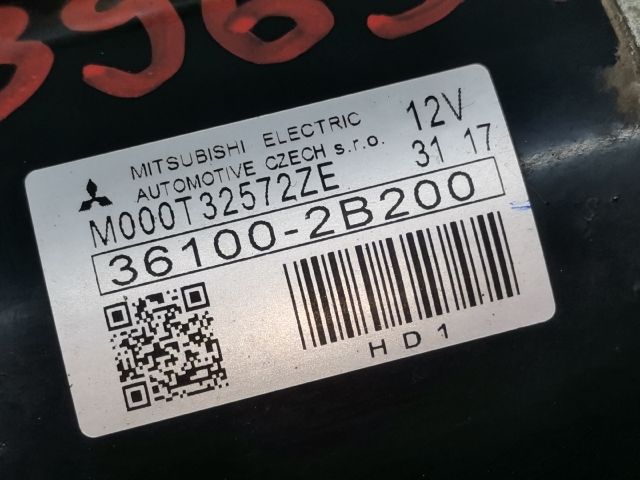 MITSUBISHI ELECTRIC
AUTOMOTIVE CZECH s.r.o.
12V
M000T32572ZE
31 17
36100-2B200
HD1